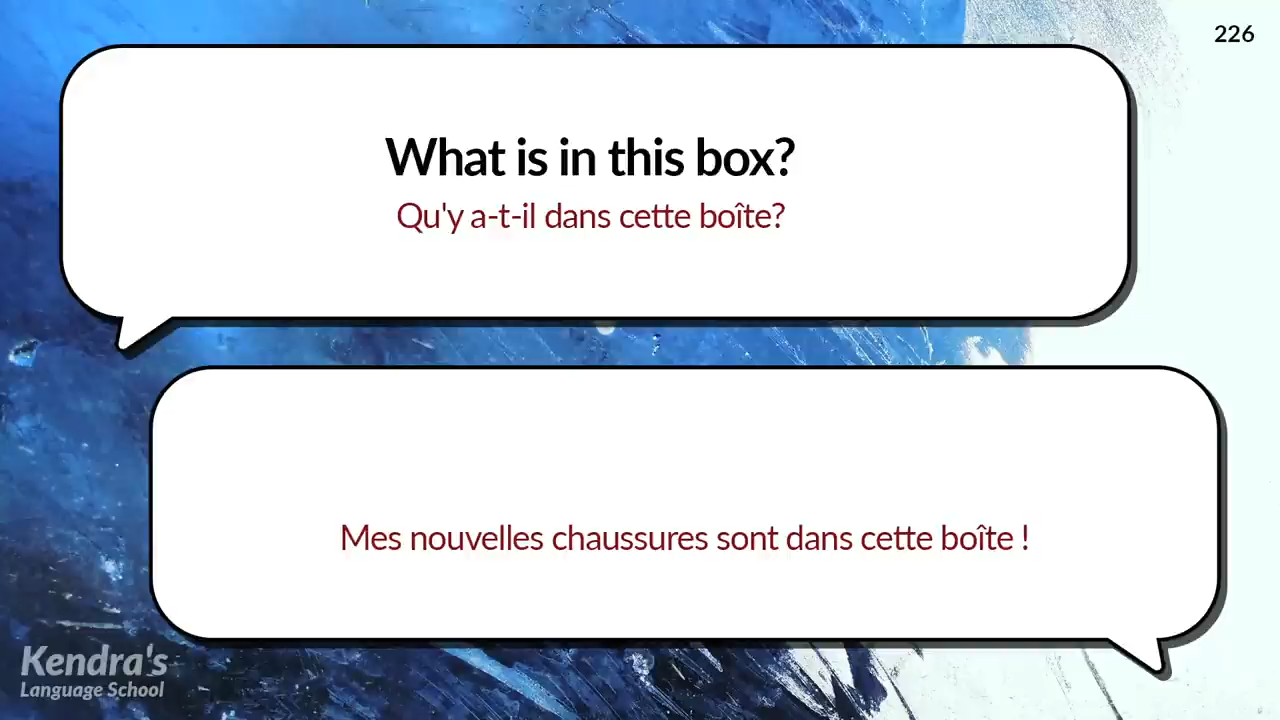 226
What is in this box?
Qu'y a-t-il dans cette boîte?
Mes nouvelles chaussures sont dans cette boîte !
Kendra's
Language School